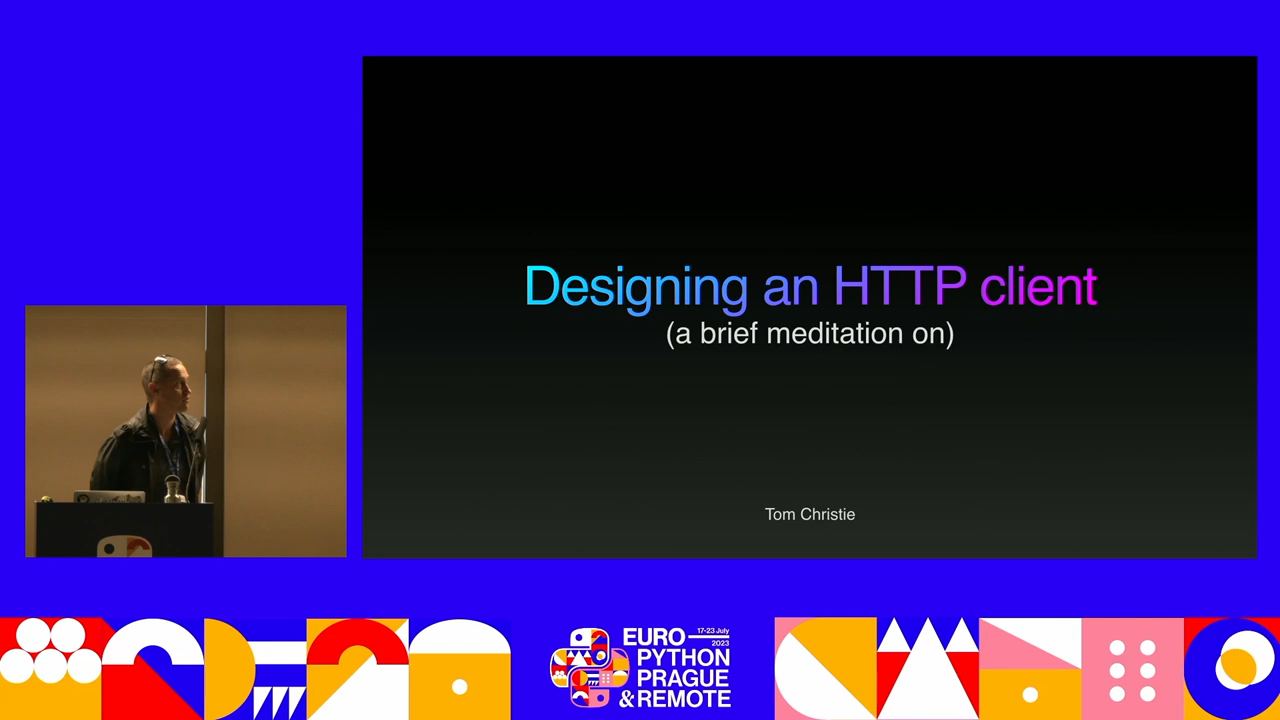 Designing an HTTP client
(a brief meditation on)
Tom Christie
EURO
17-23 July
2023
PYTHON
PRAGUE
&REMOTE